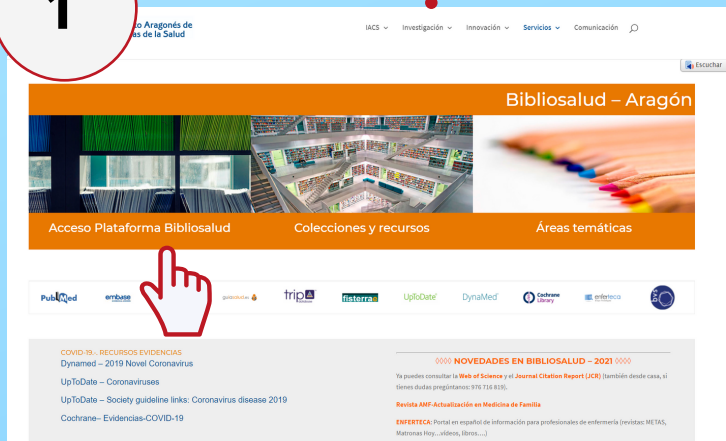 1
o Aragonés de
as de la Salud
IACS Investigación Innovación Servicios Comunicación
Escuchar
Bibliosalud – Aragón
Acceso Plataforma Bibliosalud
Colecciones y recursos
Áreas temáticas
PubMed embase trip fisterrae UpToDate DynaMed Cochrane Library enferteca bvs
COVID-19.- RECURSOS EVIDENCIAS
Dynamed – 2019 Novel Coronavirus
UpToDate – Coronaviruses
UpToDate – Society guideline links: Coronavirus disease 2019
Cochrane– Evidencias-COVID-19
◊◊◊◊ NOVEDADES EN BIBLIOSALUD – 2021 ◊◊◊◊
Ya puedes consultar la Web of Science y el Journal Citation Report (JCR) (también desde casa, si
tienes dudas pregúntanos: 976 716 819).
Revista AMF-Actualización en Medicina de Familia
ENFERTECA: Portal en español de información para profesionales de enfermería (revistas: METAS,
Matronas Hoy...vídeos, libros....)